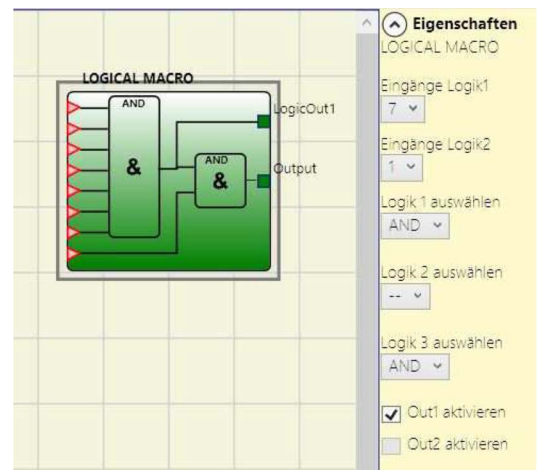 LOGICAL MACRO
AND
&
LogicOut1
AND
&
Output
Eigenschaften
LOGICAL MACRO
Eingänge Logik1
7
Eingänge Logik2
1
Logik 1 auswählen
AND
Logik 2 auswählen
--
Logik 3 auswählen
AND
Out1 aktivieren
Out2 aktivieren